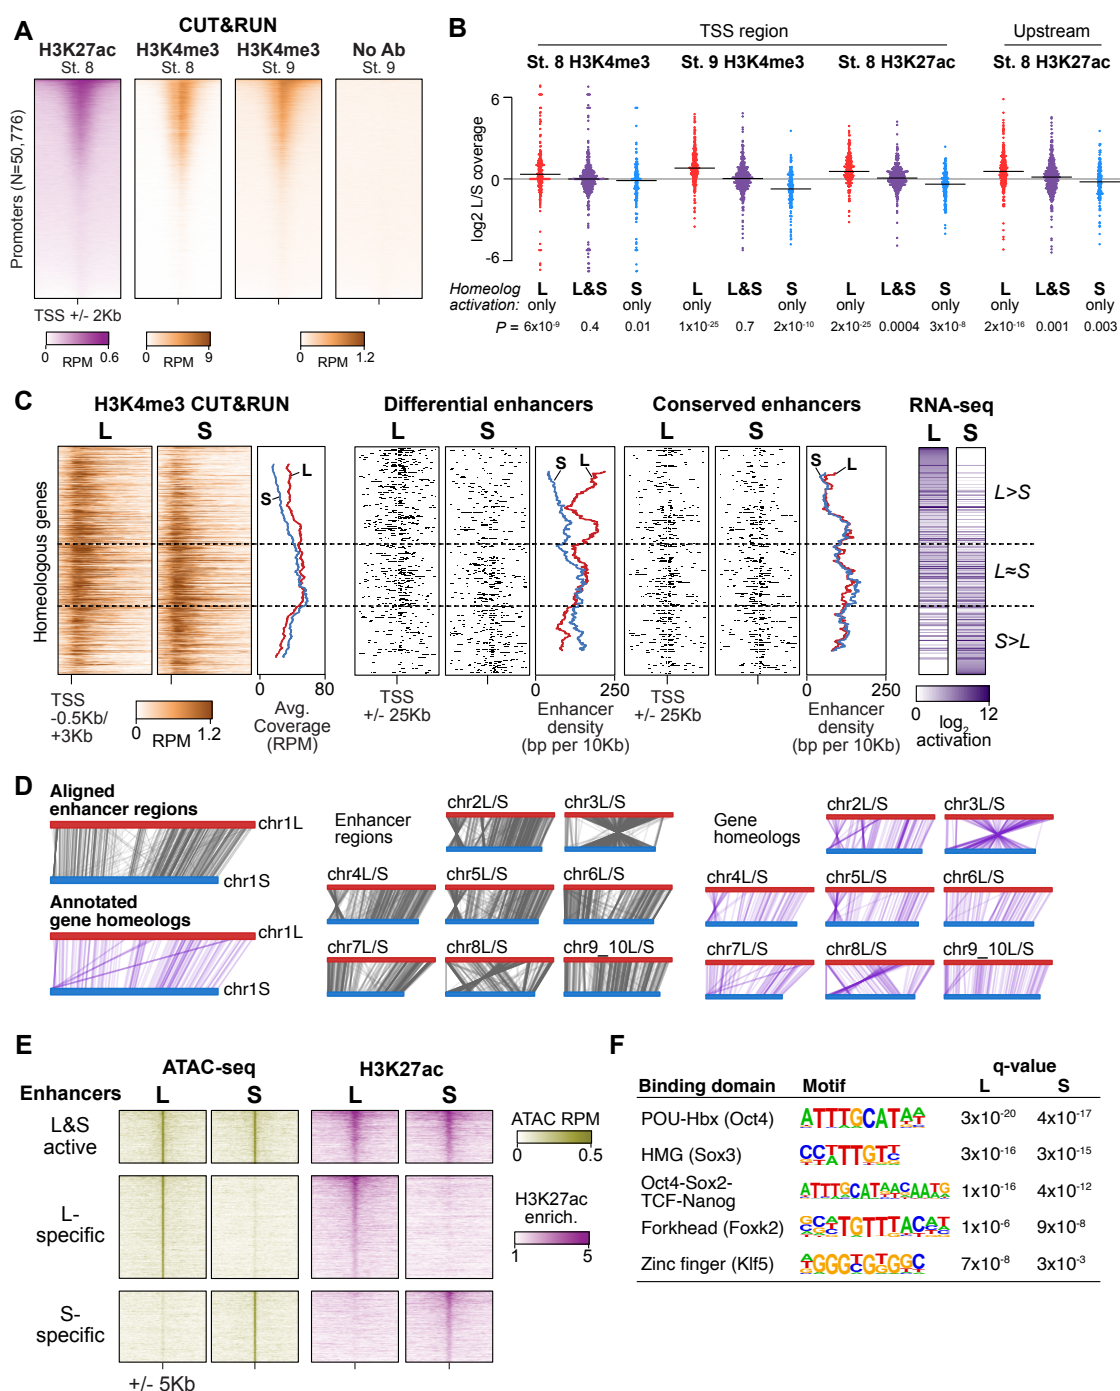 A
CUT&RUN
H3K27ac H3K4me3 H3K4me3 No Ab
St. 8 St. 8 St. 9 St. 9
Promoters (N=50,776)
TSS +/- 2Kb
0 0.6 0 9 0 1.2
RPM RPM RPM
B
TSS region Upstream
St. 8 H3K4me3 St. 9 H3K4me3 St. 8 H3K27ac St. 8 H3K27ac
log2 L/S coverage
6
0
-6
Homeolog activation:
L only L&S S only L only L&S S only L only L&S S only L only L&S S only
P = 6x10-9 0.4 0.01 1x10-25 0.7 2x10-10 2x10-25 0.0004 3x10-8 2x10-16 0.001 0.003
C
H3K4me3 CUT&RUN Differential enhancers Conserved enhancers RNA-seq
L S L S L S L S
Homeologous genes
L
S
S L
S L
L>S
L≈S
S>L
TSS
-0.5Kb/
+3Kb
0 1.2
RPM
0 80
Avg.
Coverage
(RPM)
TSS
+/- 25Kb
0 250
Enhancer
density
(bp per 10Kb)
TSS
+/- 25Kb
0 250
Enhancer
density
(bp per 10Kb)
0 12
log2
activation
D
Aligned
enhancer regions
chr1L
chr1S
Annotated
gene homeologs
chr1L
chr1S
Enhancer
regions
chr2L/S chr3L/S
chr4L/S chr5L/S chr6L/S
chr7L/S chr8L/S chr9_10L/S
Gene
homeologs
chr2L/S chr3L/S
chr4L/S chr5L/S chr6L/S
chr7L/S chr8L/S chr9_10L/S
E
ATAC-seq H3K27ac
Enhancers L S L S
L&S
active
L-
specific
S-
specific
+/- 5Kb
ATAC RPM
0 0.5
H3K27ac
enrich.
1 5
F
q-value
Binding domain Motif L S
POU-Hbx (Oct4) 3x10-20 4x10-17
HMG (Sox3) 3x10-16 3x10-15
Oct4-Sox2-
TCF-Nanog 1x10-16 4x10-12
Forkhead (Foxk2) 1x10-6 9x10-8
Zinc finger (Klf5) 7x10-8 3x10-3